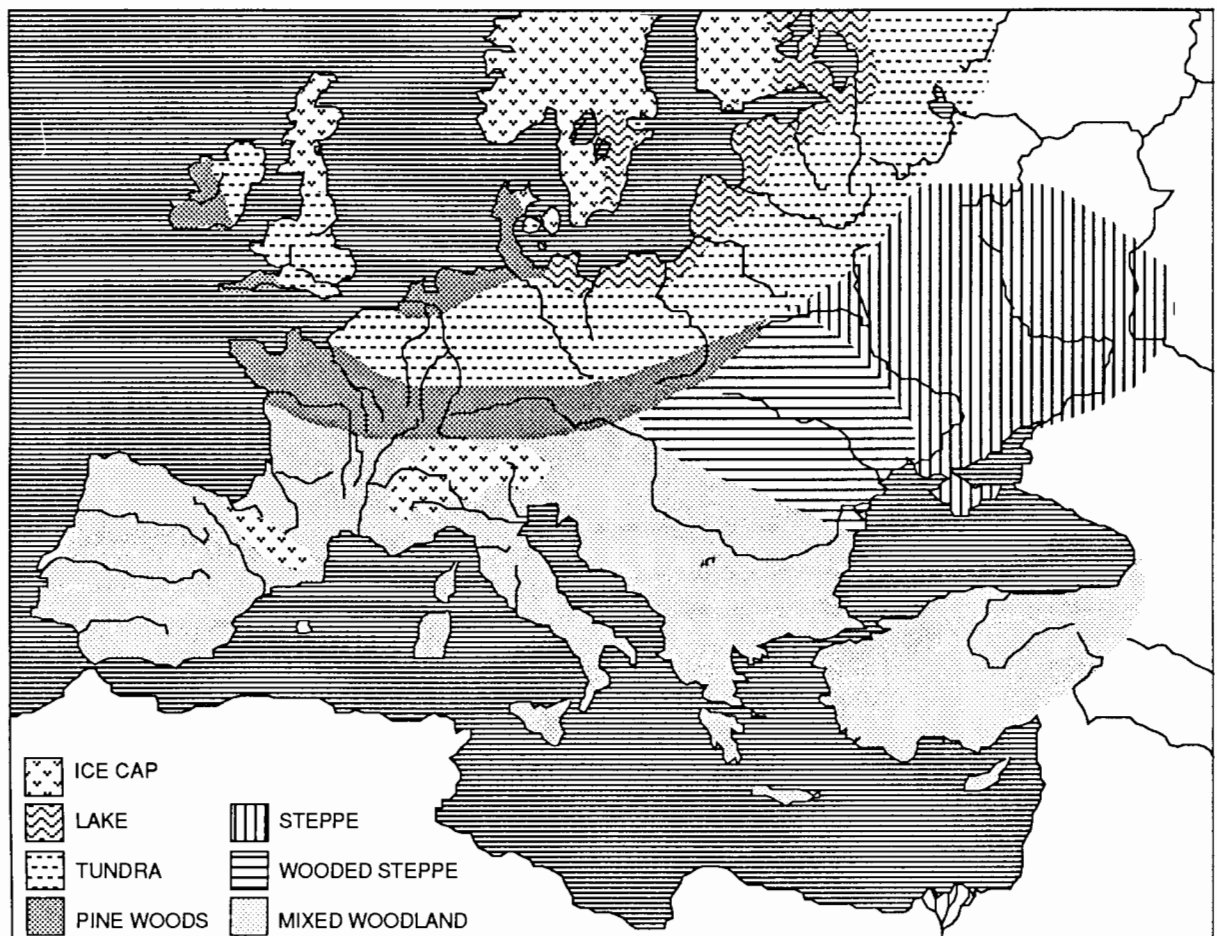 ICE CAP
LAKE
TUNDRA
PINE WOODS
STEPPE
WOODED STEPPE
MIXED WOODLAND